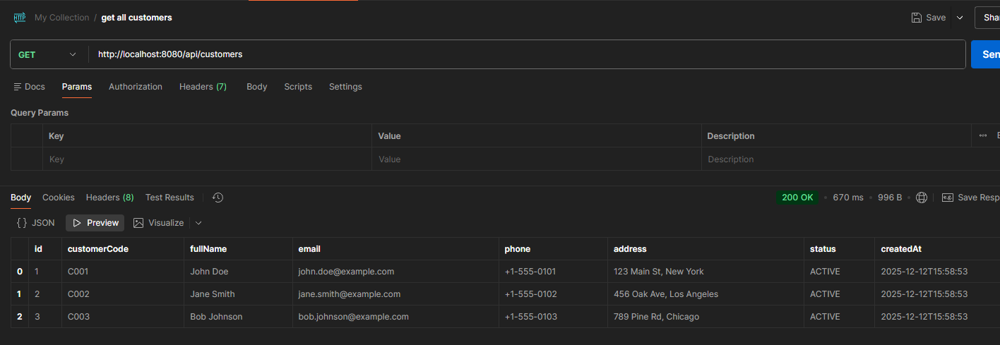 HTTP My Collection / get all customers Save
GET http://localhost:8080/api/customers
Docs Params Authorization Headers (7) Body Scripts Settings
Query Params
Key Value Description
Key Value Description
Body Cookies Headers (8) Test Results 200 OK • 670 ms • 996 B • e.g. Save Resp
{} JSON Preview Visualize
id customerCode fullName email phone address status createdAt
0 1 C001 John Doe john.doe@example.com +1-555-0101 123 Main St, New York ACTIVE 2025-12-12T15:58:53
1 2 C002 Jane Smith jane.smith@example.com +1-555-0102 456 Oak Ave, Los Angeles ACTIVE 2025-12-12T15:58:53
2 3 C003 Bob Johnson bob.johnson@example.com +1-555-0103 789 Pine Rd, Chicago ACTIVE 2025-12-12T15:58:53